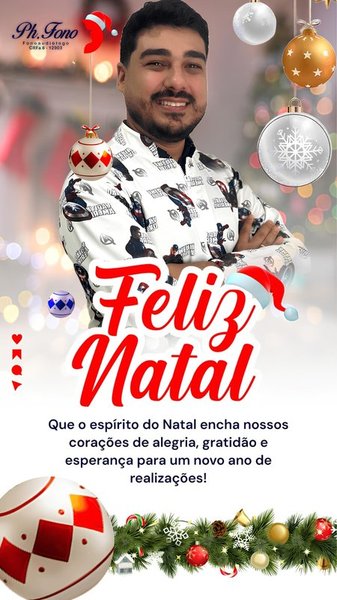 Ph.Fono
Fonoaudiólogo
Feliz
Natal
Que o espírito do Natal encha nossos
corações de alegria, gratidão e
esperança para um novo ano de
realizações!